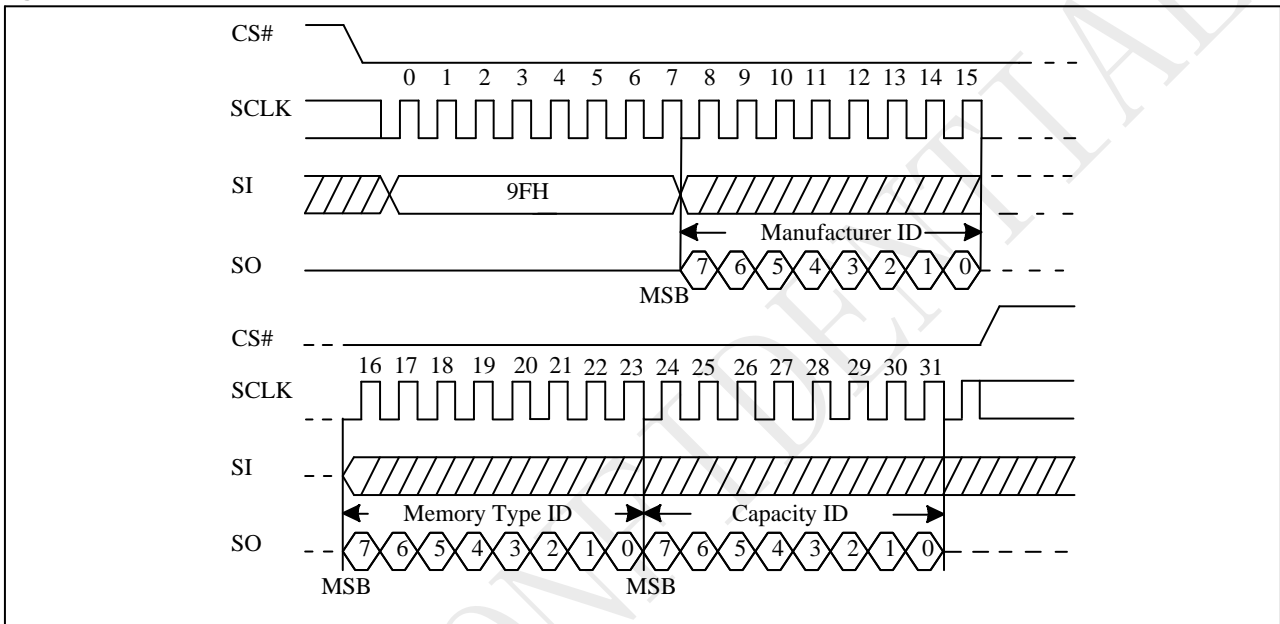 CS#
0 1 2 3 4 5 6 7 8 9 10 11 12 13 14 15
SCLK
SI
9FH
Manufacturer ID
SO
7 6 5 4 3 2 1 0
MSB
CS#
16 17 18 19 20 21 22 23 24 25 26 27 28 29 30 31
SCLK
SI
Memory Type ID Capacity ID
SO
7 6 5 4 3 2 1 0 7 6 5 4 3 2 1 0
MSB MSB